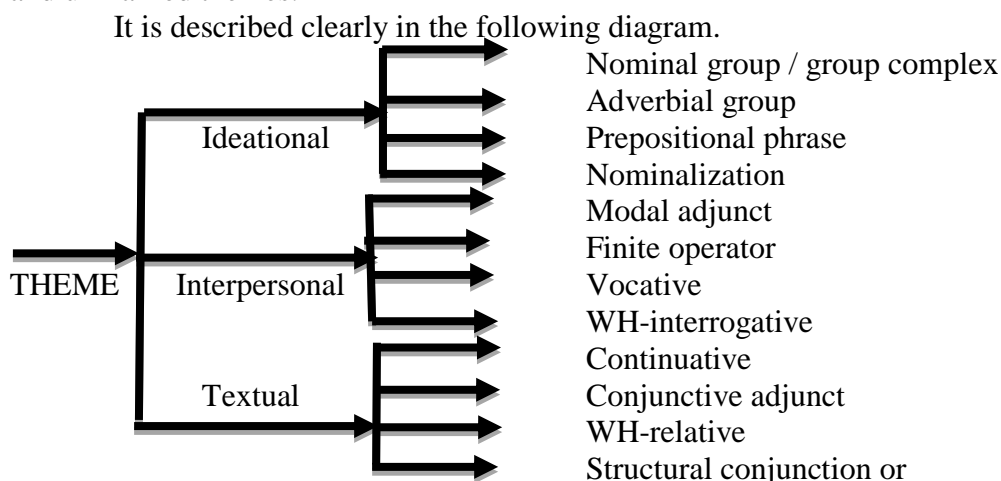 It is described clearly in the following diagram.
Nominal group / group complex
Adverbial group
Ideational
Prepositional phrase
Nominalization
Modal adjunct
Finite operator
THEME
Interpersonal
Vocative
WH-interrogative
Continuative
Textual
Conjunctive adjunct
WH-relative
Structural conjunction or